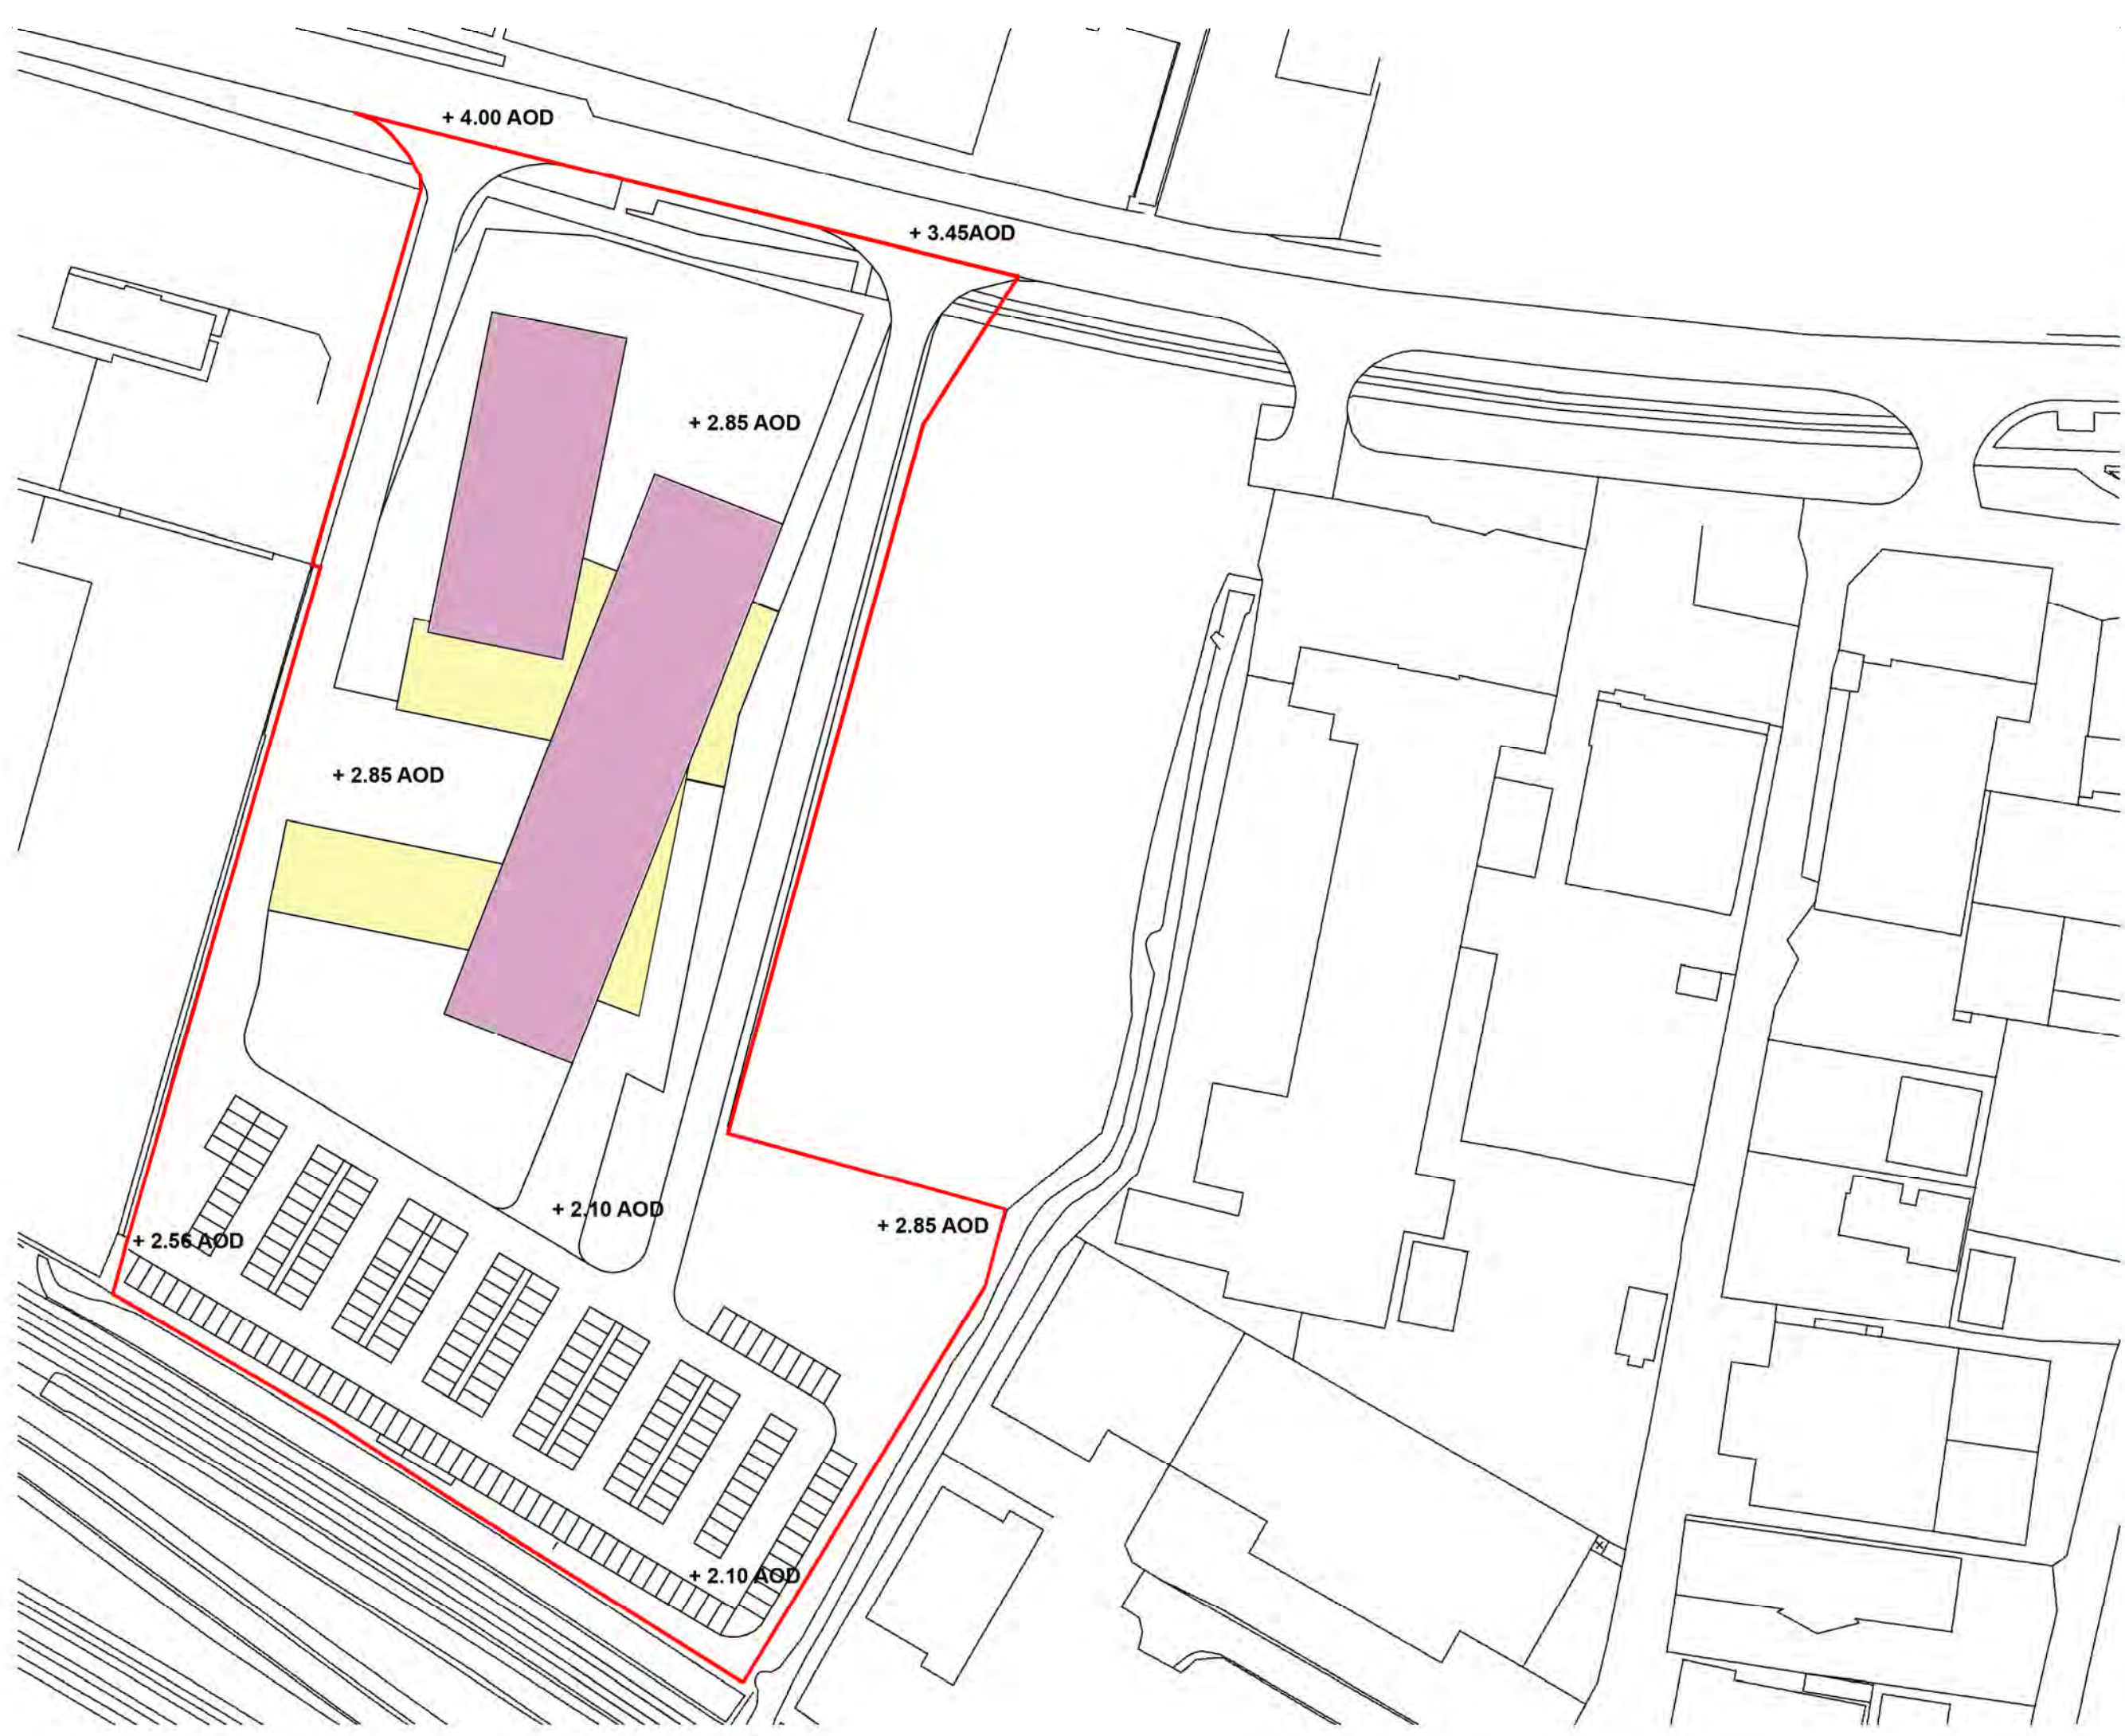 + 4.00 AOD
+ 3.45AOD
+ 2.85 AOD
+ 2.85 AOD
+ 2.10 AOD
+ 2.85 AOD
+ 2.56 AOD
+ 2.10 AOD